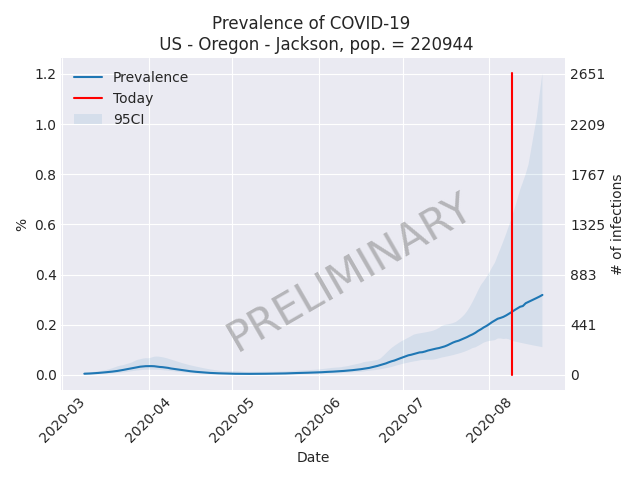 Prevalence of COVID-19
US - Oregon - Jackson, pop. = 220944
Prevalence
Today
95CI
1.2
1.0
0.8
0.6
0.4
0.2
0.0
%
2651
2209
1767
1325
883
441
0
# of infections
PRELIMINARY
2020-03
2020-04
2020-05
2020-06
2020-07
2020-08
Date